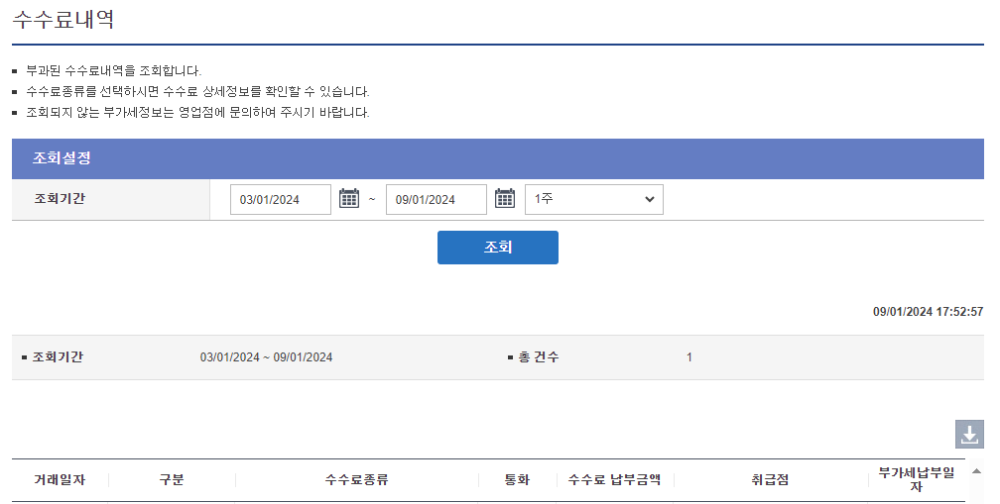 수수료내역
부과된 수수료내역을 조회합니다.
수수료종류를 선택하시면 수수료 상세정보를 확인할 수 있습니다.
조회되지 않는 부가세정보는 영업점에 문의하여 주시기 바랍니다.
조회설정
조회기간 03/01/2024 ~ 09/01/2024 1주
조회
09/01/2024 17:52:57
조회기간 03/01/2024 ~ 09/01/2024 총 건수 1
거래일자 구분 수수료종류 통화 수수료 납부금액 취급점 부가세납부일
자